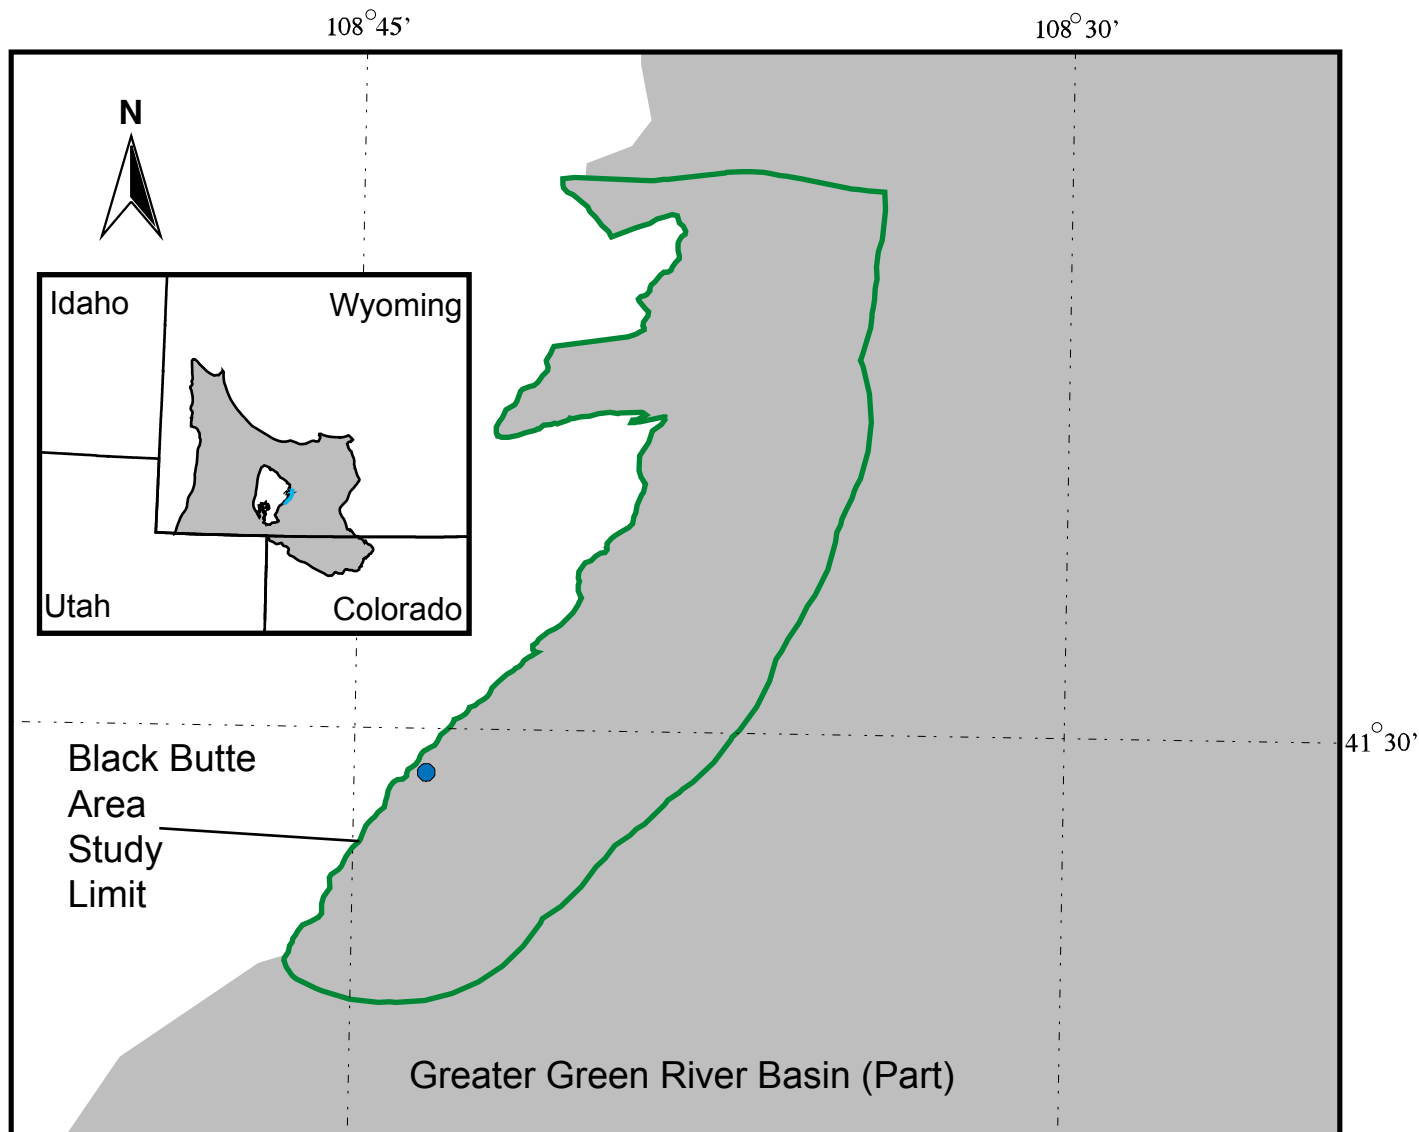 108°45’
108°30’
N
Idaho
Wyoming
Utah
Colorado
41°30’
Black Butte
Area
Study
Limit
Greater Green River Basin (Part)